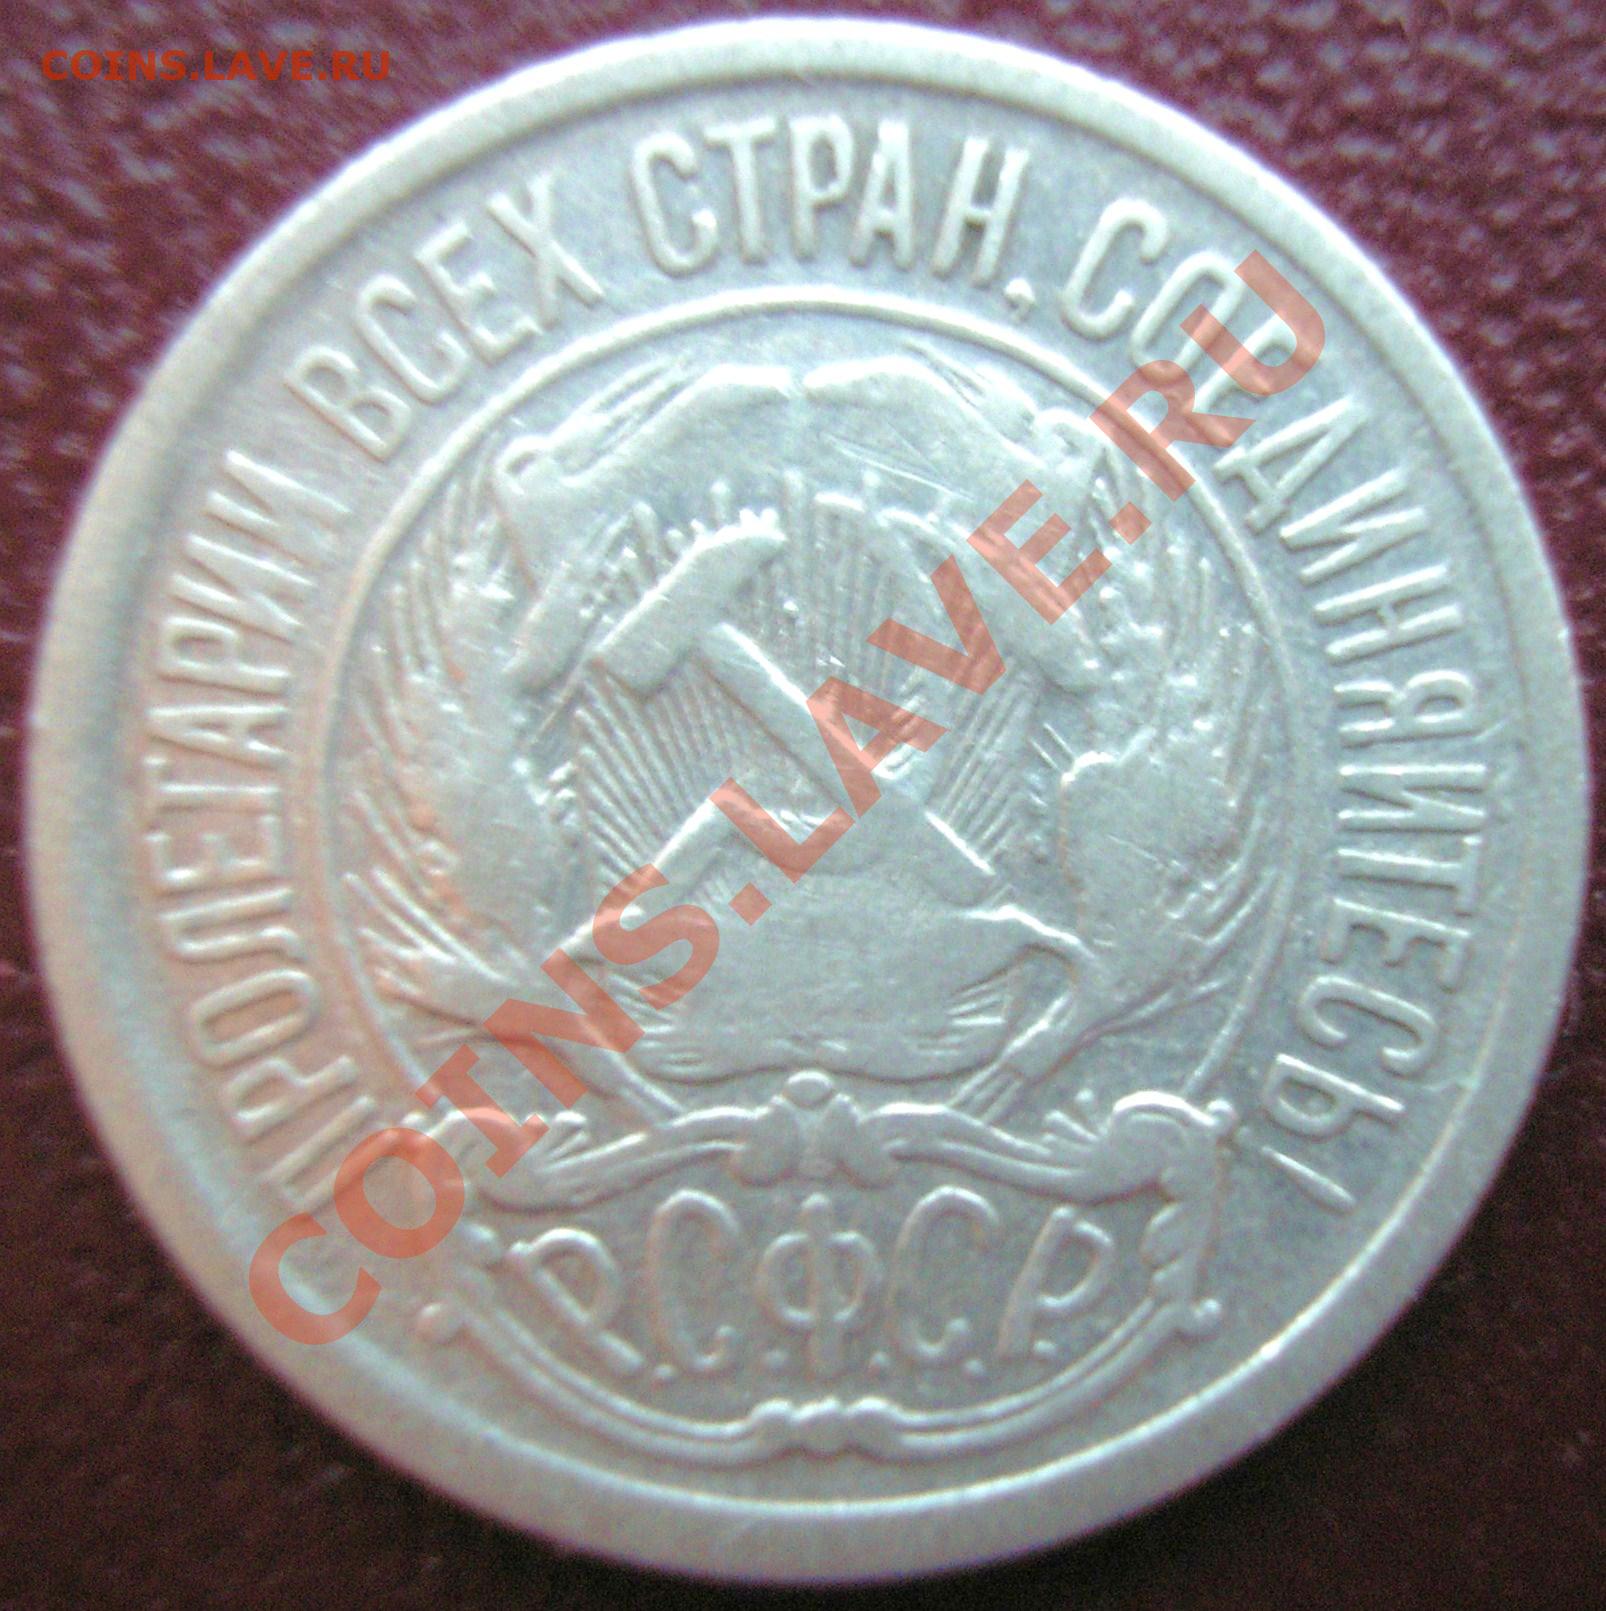 COINS.LAVE.RU
ПРОЛЕТАРИИ ВСЕХ СТРАН, СОЕДИНЯЙТЕСЬ!
COINS.LAVE.RU
Р.С.Ф.С.Р.